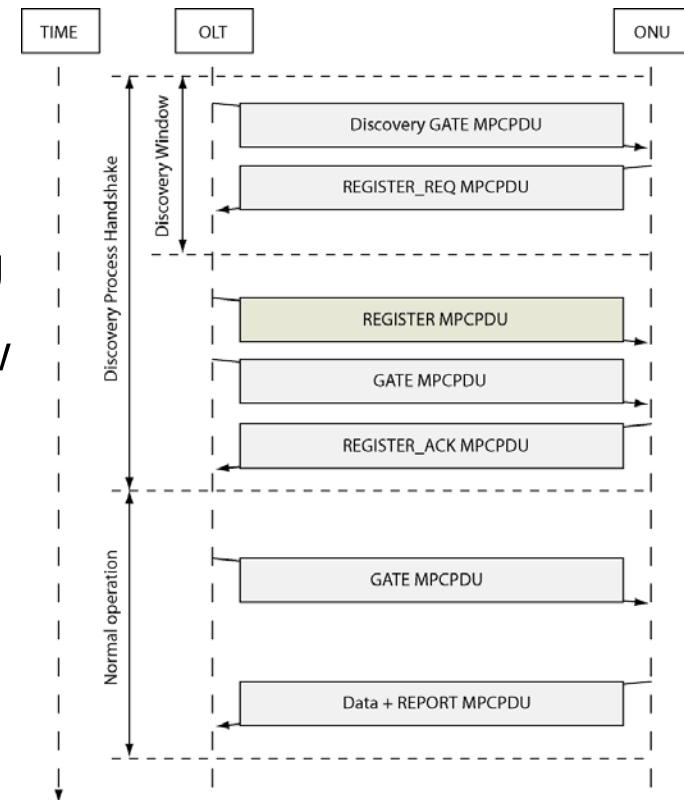 TIME
OLT
ONU
Discovery Process Handshake
Discovery Window
Discovery GATE MPCPDU
REGISTER_REQ MPCPDU
REGISTER MPCPDU
GATE MPCPDU
REGISTER_ACK MPCPDU
Normal operation
GATE MPCPDU
Data + REPORT MPCPDU